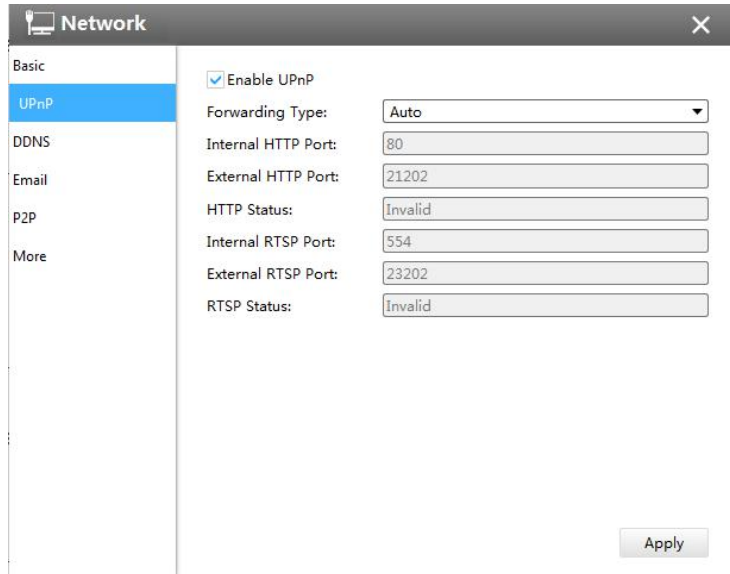 Network
Basic
UPnP
DDNS
Email
P2P
More
Enable UPnP
Forwarding Type: Auto
Internal HTTP Port: 80
External HTTP Port: 21202
HTTP Status: Invalid
Internal RTSP Port: 554
External RTSP Port: 23202
RTSP Status: Invalid
Apply